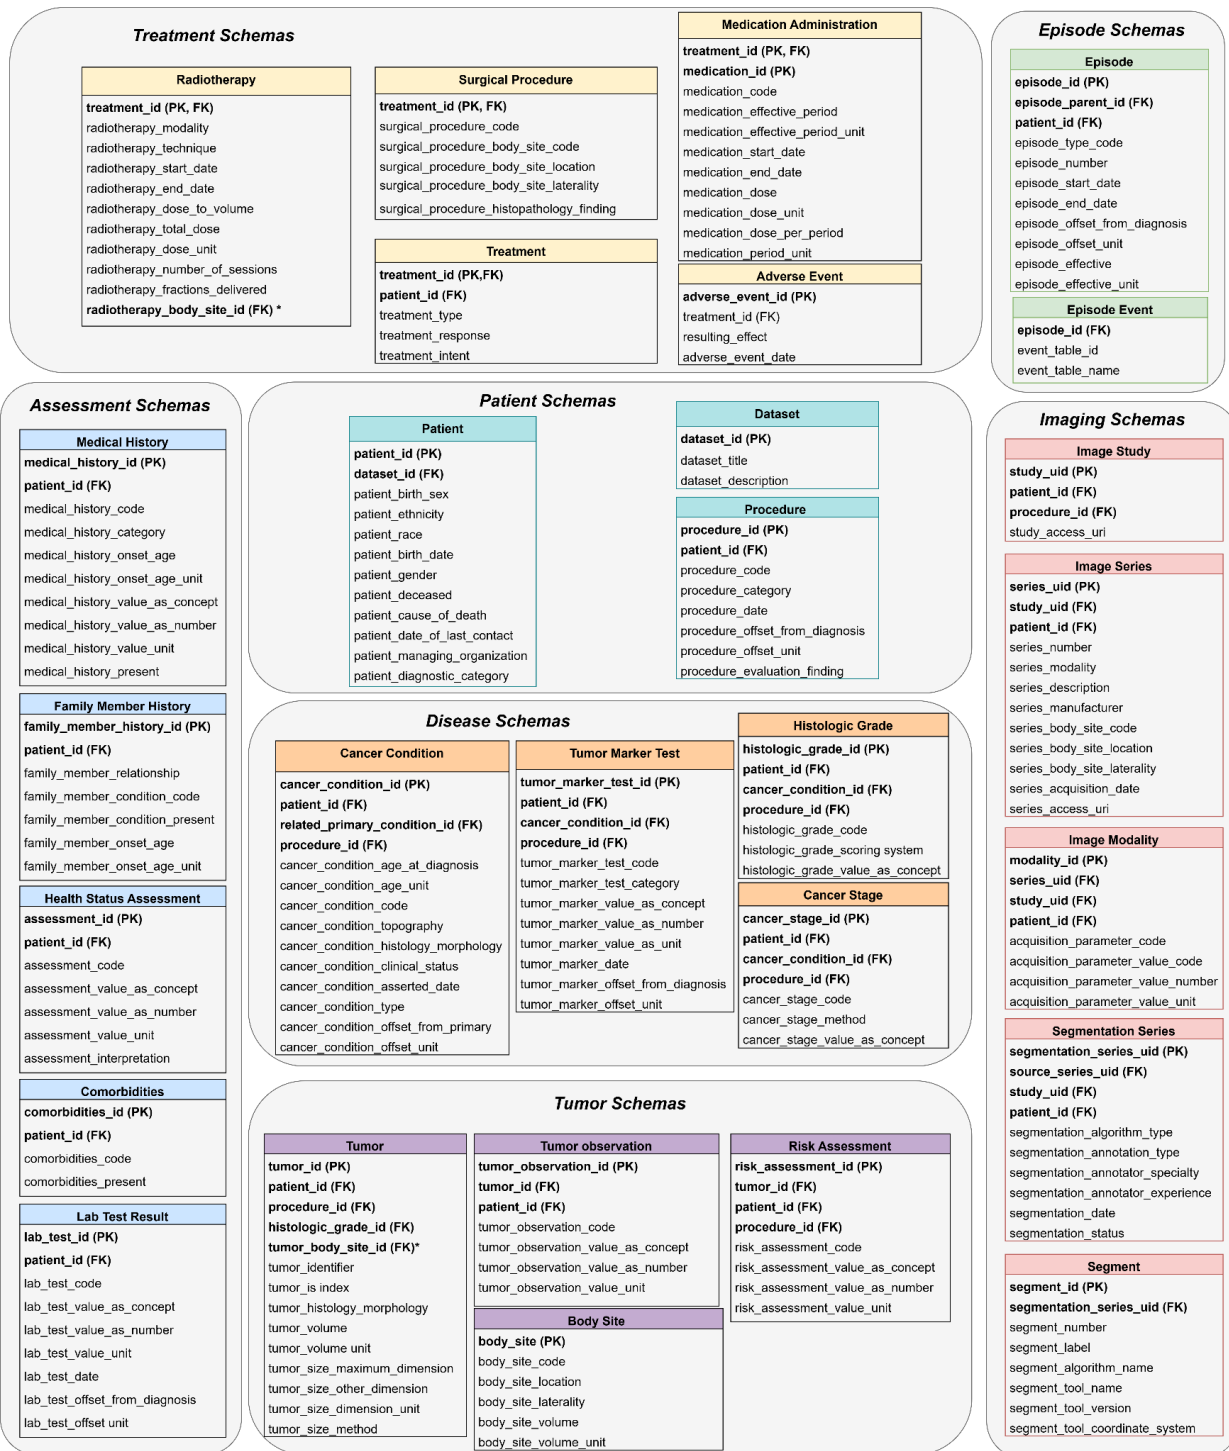 Treatment Schemas
Radiotherapy
treatment_id (PK, FK)
radiotherapy_modality
radiotherapy_technique
radiotherapy_start_date
radiotherapy_end_date
radiotherapy_dose_to_volume
radiotherapy_total_dose
radiotherapy_dose_unit
radiotherapy_number_of_sessions
radiotherapy_fractions_delivered
radiotherapy_body_site_id (FK) *
Surgical Procedure
treatment_id (PK, FK)
surgical_procedure_code
surgical_procedure_body_site_code
surgical_procedure_body_site_location
surgical_procedure_body_site_laterality
surgical_procedure_histopathology_finding
Treatment
treatment_id (PK,FK)
patient_id (FK)
treatment_type
treatment_response
treatment_intent
Medication Administration
treatment_id (PK, FK)
medication_id (PK)
medication_code
medication_effective_period
medication_effective_period_unit
medication_start_date
medication_end_date
medication_dose
medication_dose_unit
medication_dose_per_period
medication_period_unit
Adverse Event
adverse_event_id (PK)
treatment_id (FK)
resulting_effect
adverse_event_date
Episode Schemas
Episode
episode_id (PK)
episode_parent_id (FK)
patient_id (FK)
episode_type_code
episode_number
episode_start_date
episode_end_date
episode_offset_from_diagnosis
episode_offset_unit
episode_effective
episode_effective_unit
Episode Event
episode_id (FK)
event_table_id
event_table_name
Assessment Schemas
Medical History
medical_history_id (PK)
patient_id (FK)
medical_history_code
medical_history_category
medical_history_onset_age
medical_history_onset_age_unit
medical_history_value_as_concept
medical_history_value_as_number
medical_history_value_unit
medical_history_present
Family Member History
family_member_history_id (PK)
patient_id (FK)
family_member_relationship
family_member_condition_code
family_member_condition_present
family_member_onset_age
family_member_onset_age_unit
Health Status Assessment
assessment_id (PK)
patient_id (FK)
assessment_code
assessment_value_as_concept
assessment_value_as_number
assessment_value_unit
assessment_interpretation
Comorbidities
comorbidities_id (PK)
patient_id (FK)
comorbidities_code
comorbidities_present
Lab Test Result
lab_test_id (PK)
patient_id (FK)
lab_test_code
lab_test_value_as_concept
lab_test_value_as_number
lab_test_value_unit
lab_test_date
lab_test_offset_from_diagnosis
lab_test_offset unit
Patient Schemas
Patient
patient_id (PK)
dataset_id (FK)
patient_birth_sex
patient_ethnicity
patient_race
patient_birth_date
patient_gender
patient_deceased
patient_cause_of_death
patient_date_of_last_contact
patient_managing_organization
patient_diagnostic_category
Dataset
dataset_id (PK)
dataset_title
dataset_description
Procedure
procedure_id (PK)
patient_id (FK)
procedure_code
procedure_category
procedure_date
procedure_offset_from_diagnosis
procedure_offset_unit
procedure_evaluation_finding
Disease Schemas
Cancer Condition
cancer_condition_id (PK)
patient_id (FK)
related_primary_condition_id (FK)
procedure_id (FK)
cancer_condition_age_at_diagnosis
cancer_condition_age_unit
cancer_condition_code
cancer_condition_topography
cancer_condition_histology_morphology
cancer_condition_clinical_status
cancer_condition_asserted_date
cancer_condition_type
cancer_condition_offset_from_primary
cancer_condition_offset_unit
Tumor Marker Test
tumor_marker_test_id (PK)
patient_id (FK)
cancer_condition_id (FK)
procedure_id (FK)
tumor_marker_test_code
tumor_marker_test_category
tumor_marker_value_as_concept
tumor_marker_value_as_number
tumor_marker_value_as_unit
tumor_marker_date
tumor_marker_offset_from_diagnosis
tumor_marker_offset_unit
Histologic Grade
histologic_grade_id (PK)
patient_id (FK)
cancer_condition_id (FK)
procedure_id (FK)
histologic_grade_code
histologic_grade_scoring system
histologic_grade_value_as_concept
Cancer Stage
cancer_stage_id (PK)
patient_id (FK)
cancer_condition_id (FK)
procedure_id (FK)
cancer_stage_code
cancer_stage_method
cancer_stage_value_as_concept
Tumor Schemas
Tumor
tumor_id (PK)
patient_id (FK)
procedure_id (FK)
histologic_grade_id (FK)
tumor_body_site_id (FK)*
tumor_identifier
tumor_is index
tumor_histology_morphology
tumor_volume
tumor_volume unit
tumor_size_maximum_dimension
tumor_size_other_dimension
tumor_size_dimension_unit
tumor_size_method
Tumor observation
tumor_observation_id (PK)
tumor_id (FK)
patient_id (FK)
tumor_observation_code
tumor_observation_value_as_concept
tumor_observation_value_as_number
tumor_observation_value_unit
Body Site
body_site (PK)
body_site_code
body_site_location
body_site_laterality
body_site_volume
body_site_volume_unit
Risk Assessment
risk_assessment_id (PK)
tumor_id (FK)
patient_id (FK)
procedure_id (FK)
risk_assessment_code
risk_assessment_value_as_concept
risk_assessment_value_as_number
risk_assessment_value_unit
Imaging Schemas
Image Study
study_uid (PK)
patient_id (FK)
procedure_id (FK)
study_access_uri
Image Series
series_uid (PK)
study_uid (FK)
patient_id (FK)
series_number
series_modality
series_description
series_manufacturer
series_body_site_code
series_body_site_location
series_body_site_laterality
series_acquisition_date
series_access_uri
Image Modality
modality_id (PK)
series_uid (FK)
study_uid (FK)
patient_id (FK)
acquisition_parameter_code
acquisition_parameter_value_code
acquisition_parameter_value_number
acquisition_parameter_value_unit
Segmentation Series
segmentation_series_uid (PK)
source_series_uid (FK)
study_uid (FK)
patient_id (FK)
segmentation_algorithm_type
segmentation_annotation_type
segmentation_annotator_specialty
segmentation_annotator_experience
segmentation_date
segmentation_status
Segment
segment_id (PK)
segmentation_series_uid (FK)
segment_number
segment_label
segment_algorithm_name
segment_tool_name
segment_tool_version
segment_tool_coordinate_system